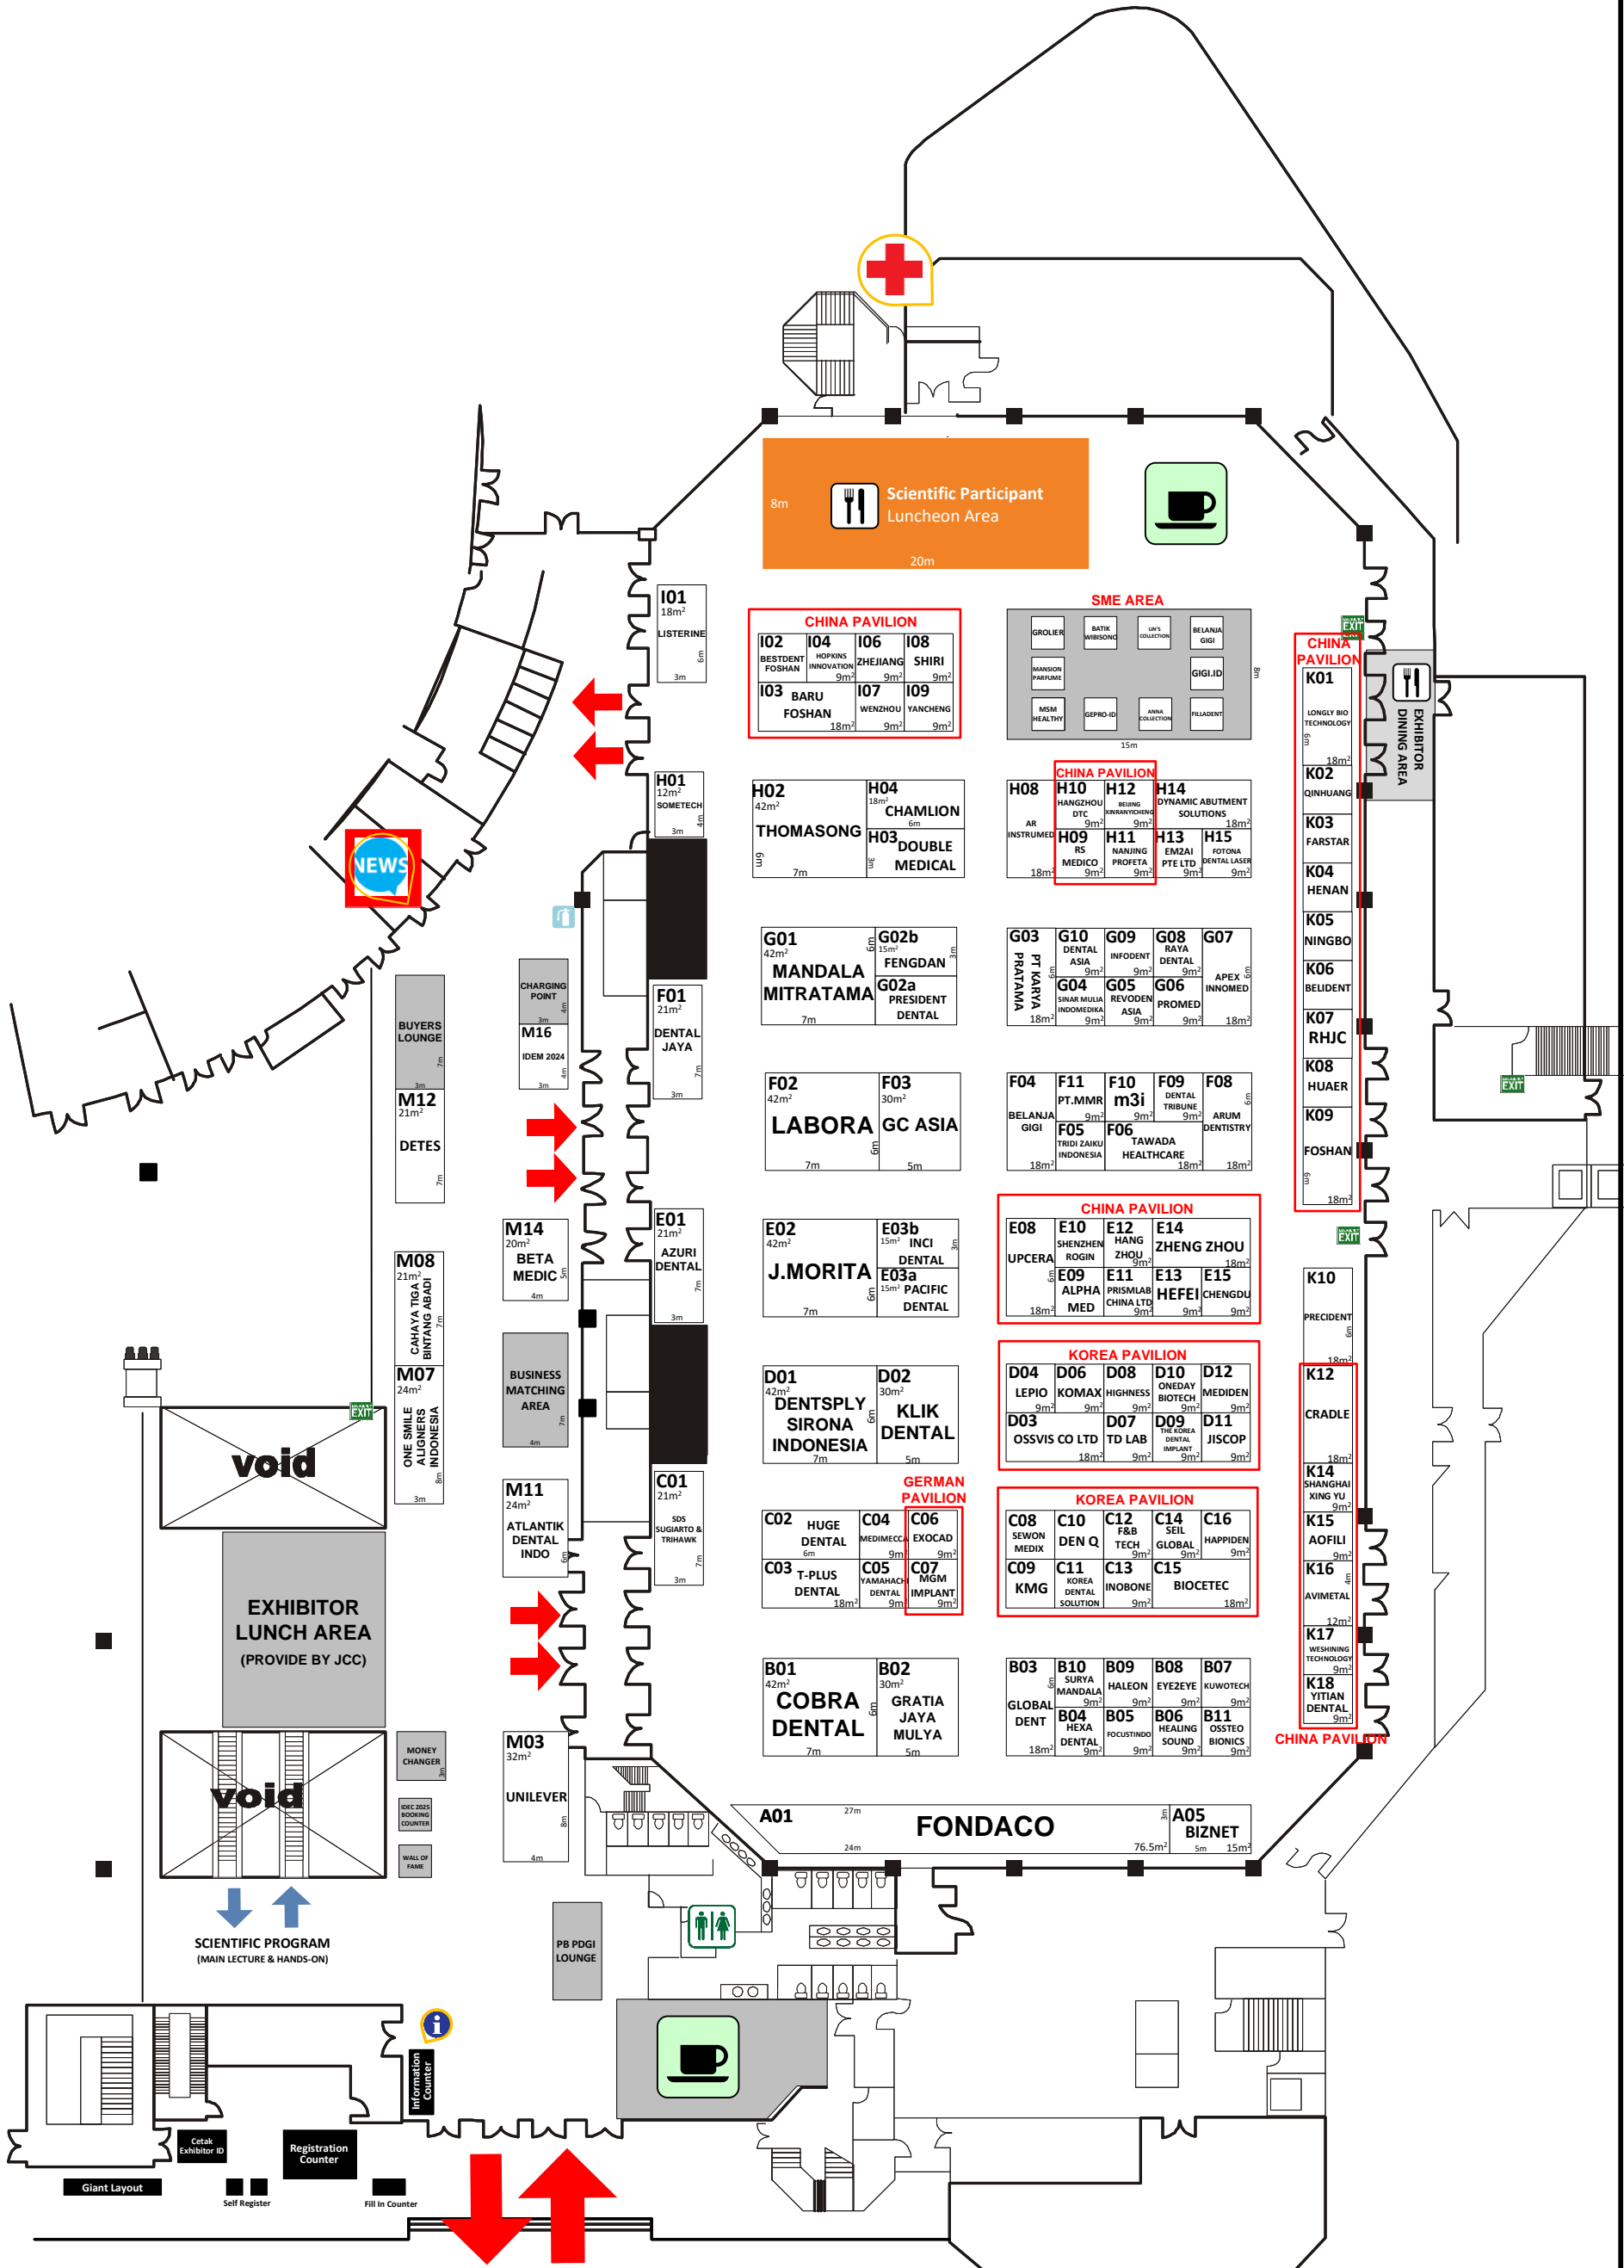 8m
Scientific Participant
Luncheon Area
20m
I01
18m²
LISTERINE
6m
3m
CHINA PAVILION
I02
BESTDENT
FOSHAN
I04
HOPKINS
INNOVATION
9m²
I06
ZHEJIANG
9m²
I08
SHIRI
9m²
I03
BARU
FOSHAN
18m²
I07
WENZHOU
9m²
I09
YANCHENG
9m²
SME AREA
GROLIER
BATIK
WIBISONO
LIN'S
COLLECTION
BELANJA
GIGI
MANSION
PARFUME
GIGI.ID
MSM
HEALTHY
GEPRO-ID
ANNA
COLLECTION
FILLADENT
8m
15m
EXIT
CHINA
PAVILION
K01
LONGLY BIO
TECHNOLOGY
6m
18m²
K02
QINHUANG
K03
FARSTAR
K04
HENAN
K05
NINGBO
K06
BELIDENT
K07
RHJC
K08
HUAER
K09
FOSHAN
6m
18m²
EXHIBITOR
DINING AREA
H01
12m²
SOMETECH
4m
3m
H02
42m²
THOMASONG
6m
7m
H04
18m²
CHAMLION
6m
H03
DOUBLE
MEDICAL
3m
H08
AR
INSTRUMED
18m²
CHINA PAVILION
H10
HANGZHOU
DTC
9m²
H12
BEIJING
XINRANYICHENG
9m²
H14
DYNAMIC ABUTMENT
SOLUTIONS
18m²
H09
RS
MEDICO
9m²
H11
NANJING
PROFETA
9m²
H13
EM2AI
PTE LTD
9m²
H15
FOTONA
DENTAL LASER
9m²
NEWS
G01
42m²
MANDALA
MITRATAMA
6m
7m
G02b
15m²
FENGDAN
3m
G02a
PRESIDENT
DENTAL
G03
PT KARYA
PRATAMA
6m
18m²
G10
DENTAL
ASIA
9m²
G09
INFODENT
9m²
G08
RAYA
DENTAL
9m²
G07
APEX
INNOMED
6m
18m²
G04
SINAR MULIA
INDOMEDIKA
9m²
G05
REVODEN
ASIA
9m²
G06
PROMED
9m²
BUYERS
LOUNGE
7m
3m
CHARGING
POINT
4m
3m
M16
IDEM 2024
4m
3m
M12
21m²
DETES
7m
F01
21m²
DENTAL
JAYA
7m
3m
F02
42m²
LABORA
6m
7m
F03
30m²
GC ASIA
5m
F04
BELANJA
GIGI
18m²
F11
PT.MMR
9m²
F10
m3i
9m²
F09
DENTAL
TRIBUNE
9m²
F08
6m
ARUM
DENTISTRY
18m²
F05
TRIDI ZAIKU
INDONESIA
F06
TAWADA
HEALTHCARE
18m²
EXIT
EXIT
M14
20m²
BETA
MEDIC
5m
4m
E01
21m²
AZURI
DENTAL
7m
3m
E02
42m²
J.MORITA
6m
7m
E03b
15m²
INCI
DENTAL
3m
E03a
15m²
PACIFIC
DENTAL
CHINA PAVILION
E08
UPCERA
6m
18m²
E10
SHENZHEN
ROGIN
E12
HANG
ZHOU
9m²
E14
ZHENG ZHOU
18m²
E09
ALPHA
MED
E11
PRISMLAB
CHINA LTD
9m²
E13
HEFEI
9m²
E15
CHENGDU
9m²
M08
21m²
CAHAYA TIGA
BINTANG ABADI
7m
M07
24m²
ONE SMILE
ALIGNERS
INDONESIA
8m
3m
BUSINESS
MATCHING
AREA
7m
4m
D01
42m²
DENTSPLY
SIRONA
INDONESIA
6m
7m
D02
30m²
KLIK
DENTAL
5m
KOREA PAVILION
D04
LEPIO
9m²
D06
KOMAX
9m²
D08
HIGHNESS
9m²
D10
ONEDAY
BIOTECH
9m²
D12
MEDIDEN
9m²
D03
OSSVIS CO LTD
18m²
D07
TD LAB
9m²
D09
THE KOREA
DENTAL
IMPLANT
9m²
D11
JISCOP
9m²
K10
PRECIDENT
6m
18m²
K12
CRADLE
18m²
K14
SHANGHAI
XING YU
9m²
K15
AOFILI
9m²
K16
4m
AVIMETAL
12m²
K17
WESHINING
TECHNOLOGY
9m²
K18
YITIAN
DENTAL
9m²
CHINA PAVILION
EXIT
void
M11
24m²
ATLANTIK
DENTAL
INDO
6m
C01
21m²
SDS
SUGIARTO &
TRIHAWK
7m
3m
GERMAN
PAVILION
C02
HUGE
DENTAL
6m
C04
MEDIMECCA
9m²
C06
EXOCAD
9m²
C03
T-PLUS
DENTAL
18m²
C05
YAMAHACHI
DENTAL
9m²
C07
MGM
IMPLANT
9m²
KOREA PAVILION
C08
SEWON
MEDIX
C10
DEN Q
C12
F&B
TECH
9m²
C14
SEIL
GLOBAL
9m²
C16
HAPPIDEN
9m²
C09
KMG
C11
KOREA
DENTAL
SOLUTION
C13
INOBONE
9m²
C15
BIOCETEC
18m²
EXHIBITOR
LUNCH AREA
(PROVIDE BY JCC)
B01
42m²
COBRA
DENTAL
6m
7m
B02
30m²
GRATIA
JAYA
MULYA
5m
B03
6m
GLOBAL
DENT
18m²
B10
SURYA
MANDALA
9m²
B09
HALEON
9m²
B08
EYE2EYE
9m²
B07
KUWOTECH
9m²
B04
HEXA
DENTAL
9m²
B05
FOCUSTINDO
9m²
B06
HEALING
SOUND
9m²
B11
OSSTEO
BIONICS
9m²
void
MONEY
CHANGER
3m
IDEC 2025
BOOKING
COUNTER
WALL OF
FAME
M03
32m²
UNILEVER
8m
4m
A01
27m
FONDACO
24m
76.5m²
3m
A05
BIZNET
5m
15m²
SCIENTIFIC PROGRAM
(MAIN LECTURE & HANDS-ON)
PB PDGI
LOUNGE
i
Information
Counter
Cetak
Exhibitor ID
Registration
Counter
Giant Layout
Self Register
Fill In Counter